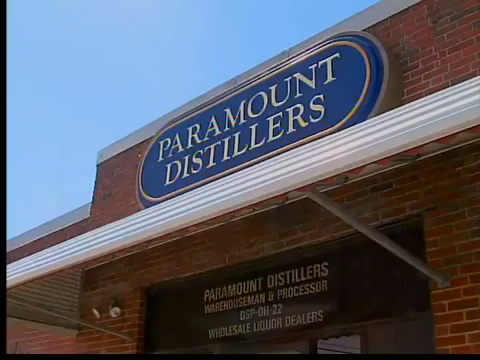 PARAMOUNT
DISTILLERS
PARAMOUNT DISTILLERS
WAREHOUSEMAN & PROCESSOR
DSP-OH-22
WHOLESALE LIQUOR DEALERS